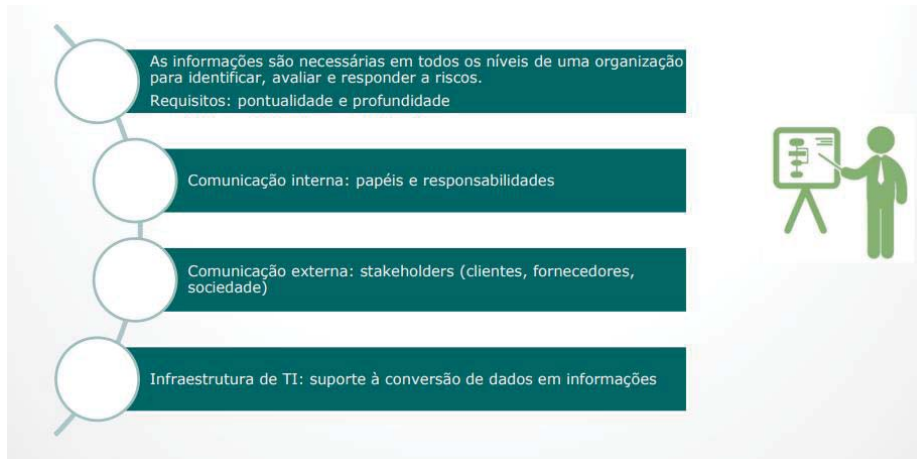 As informações são necessárias em todos os níveis de uma organização
para identificar, avaliar e responder a riscos.
Requisitos: pontualidade e profundidade
Comunicação interna: papéis e responsabilidades
Comunicação externa: stakeholders (clientes, fornecedores,
sociedade)
Infraestrutura de TI: suporte à conversão de dados em informações